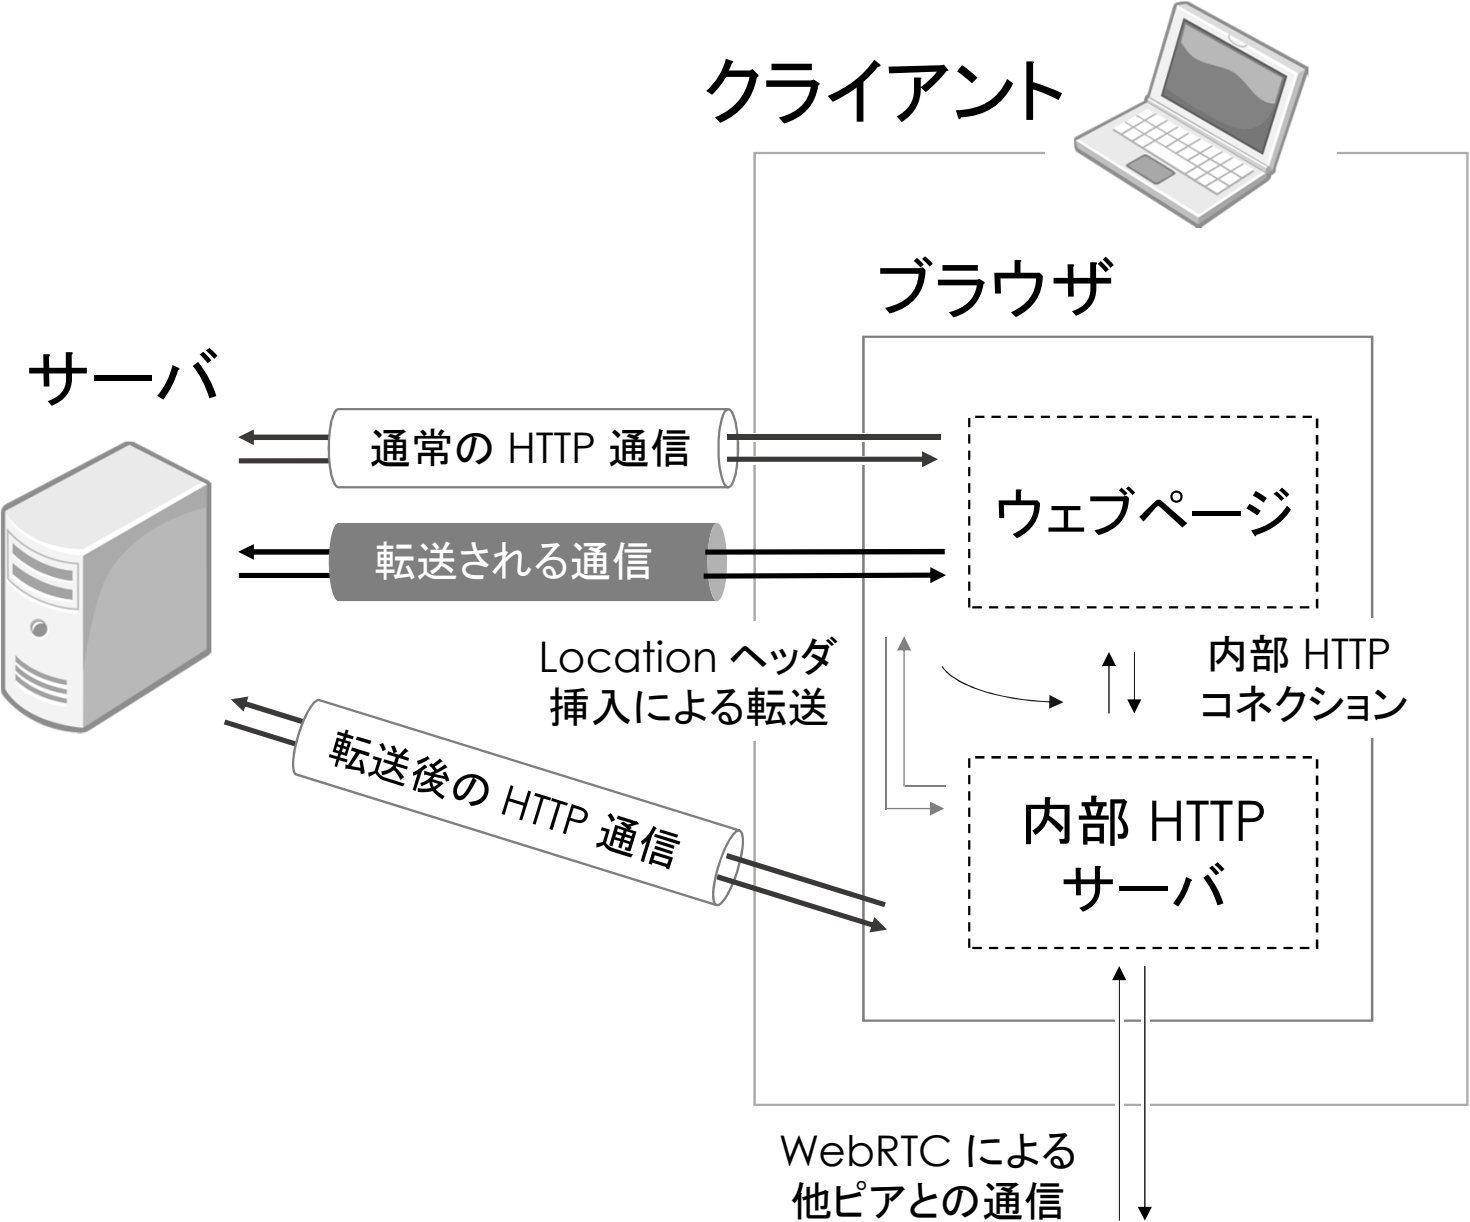 クライアント
ブラウザ
サーバ
通常の HTTP 通信
ウェブページ
転送される通信
Location ヘッダ
挿入による転送
内部 HTTP
コネクション
転送後の HTTP 通信
内部 HTTP
サーバ
WebRTC による
他ピアとの通信